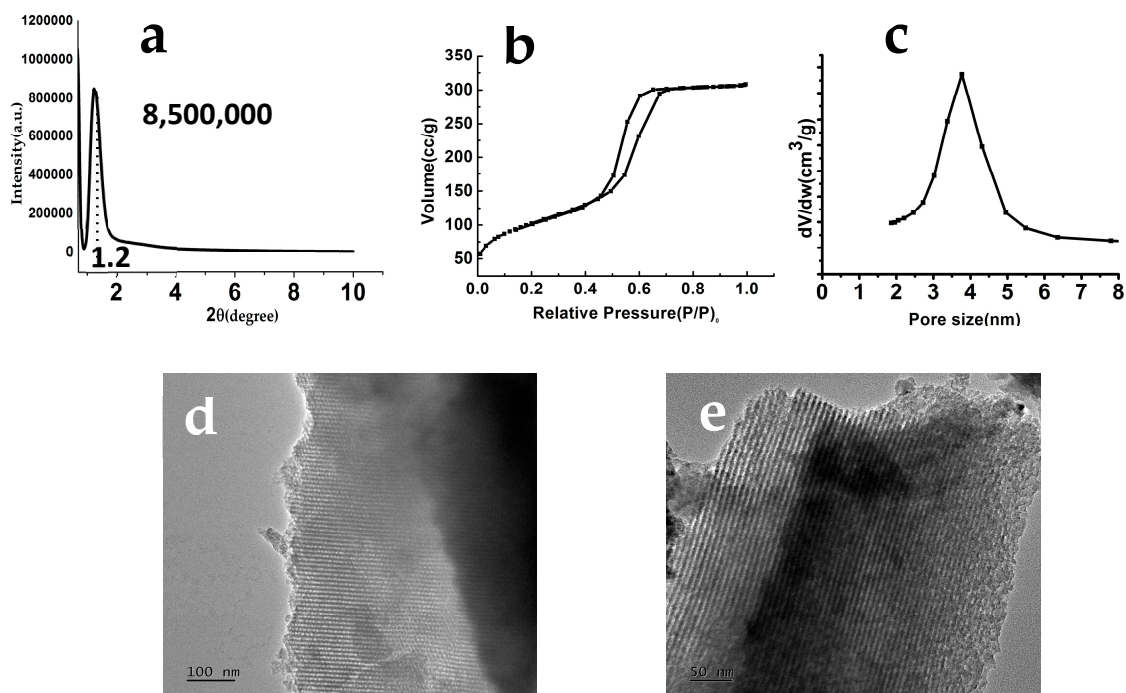 a
1200000
1000000
800000
600000
400000
200000
0
Intensity(a.u.)
8,500,000
1.2
2 4 6 8 10
2θ(degree)
b
350
300
250
200
150
100
50
Volume(cc/g)
0.0 0.2 0.4 0.6 0.8 1.0
Relative Pressure(P/P)₀
c
dV/dw(cm³/g)
0 1 2 3 4 5 6 7 8
Pore size(nm)
d
100 nm
e
50 nm